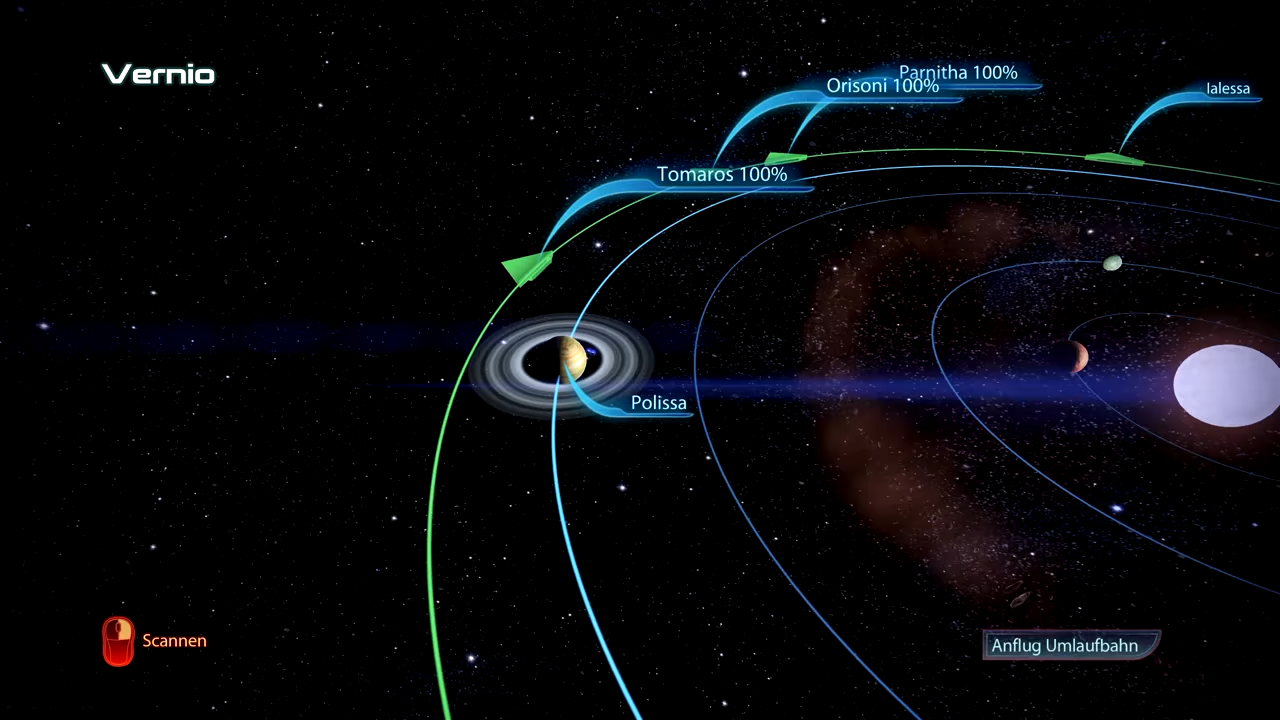 Vernio
Parnitha 100%
Orisoni 100%
Ialessa
Tomaros 100%
Polissa
Scannen
Anflug Umlaufbahn